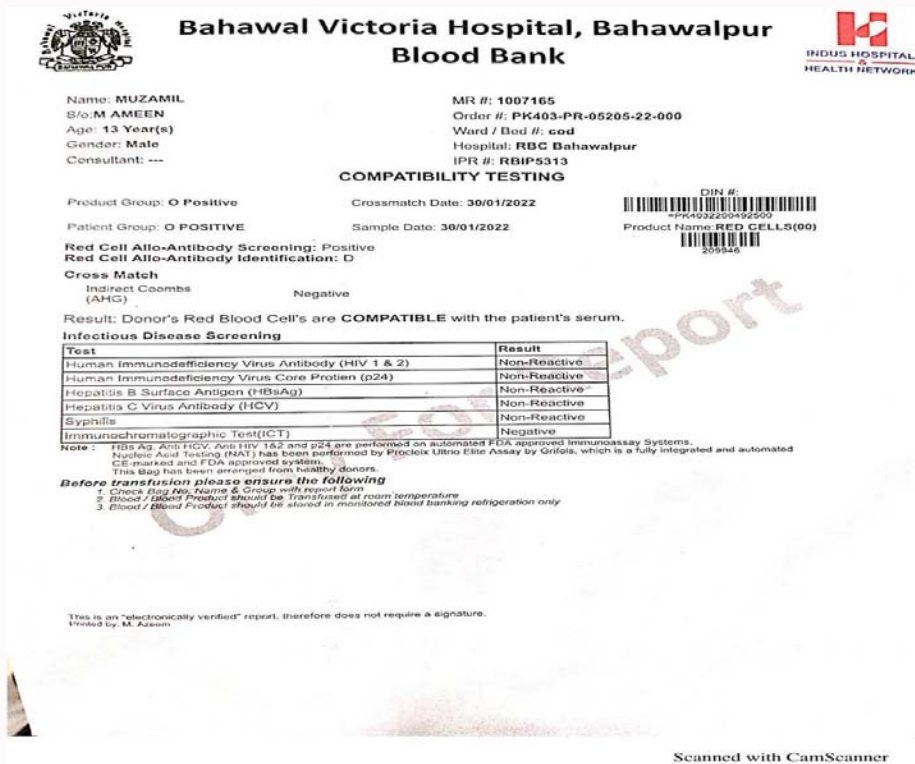 Bahawal Victoria Hospital, Bahawalpur
Blood Bank
INDUS HOSPITAL
&
HEALTH NETWORK
Name: MUZAMIL
MR #: 1007165
S/o:M AMEEN
Order #: PK403-PR-05205-22-000
Age: 13 Year(s)
Ward / Bed #: cod
Gender: Male
Hospital: RBC Bahawalpur
Consultant: ---
IPR #: RBIP5313
COMPATIBILITY TESTING
DIN #:
Product Group: O Positive
Crossmatch Date: 30/01/2022
=PK4032200492500
Patient Group: O POSITIVE
Sample Date: 30/01/2022
Product Name:RED CELLS(00)
209946
Red Cell Allo-Antibody Screening: Positive
Red Cell Allo-Antibody Identification: D
Cross Match
Indirect Coombs
(AHG)
Negative
Result: Donor's Red Blood Cell's are COMPATIBLE with the patient's serum.
Infectious Disease Screening
Test Result
Human Immunodefficiency Virus Antibody (HIV 1 & 2) Non-Reactive
Human Immunodeficiency Virus Core Protien (p24) Non-Reactive
Hepatitis B Surface Antigen (HBsAg) Non-Reactive
Hepatitis C Virus Antibody (HCV) Non-Reactive
Syphilis Non-Reactive
Immunochromatographic Test(ICT) Negative
Note : HBs Ag, Anti HCV, Anti HIV 1&2 and p24 are performed on automated FDA approved Immunoassay Systems.
Nucleic Acid Testing (NAT) has been performed by Procleix Ultrio Elite Assay by Grifols, which is a fully integrated and automated
CE-marked and FDA approved system.
This Bag has been arranged from healthy donors.
Before transfusion please ensure the following
1. Check Bag No, Name & Group with report form
2. Blood / Blood Product should be Transfused at room temperature
3. Blood / Blood Product should be stored in monitored blood banking refrigeration only
This is an "electronically verified" report, therefore does not require a signature.
Printed by: M. Azeem
Scanned with CamScanner